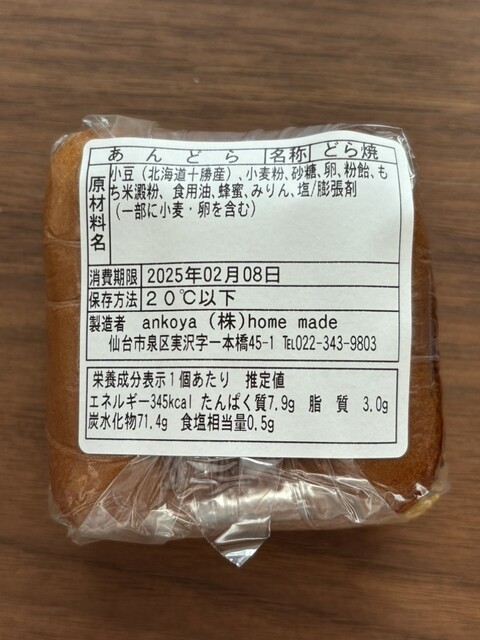 あんどら 名称 どら焼
原材料名 小豆(北海道十勝産)、小麦粉、砂糖、卵、粉飴、も
ち米澱粉、食用油、蜂蜜、みりん、塩/膨張剤
(一部に小麦・卵を含む)
消費期限 2025年02月08日
保存方法 20℃以下
製造者 ankoya (株)home made
仙台市泉区実沢字一本橋45-1 TEL022-343-9803
栄養成分表示1個あたり 推定値
エネルギー345kcal たんぱく質7.9g 脂 質 3.0g
炭水化物71.4g 食塩相当量0.5g